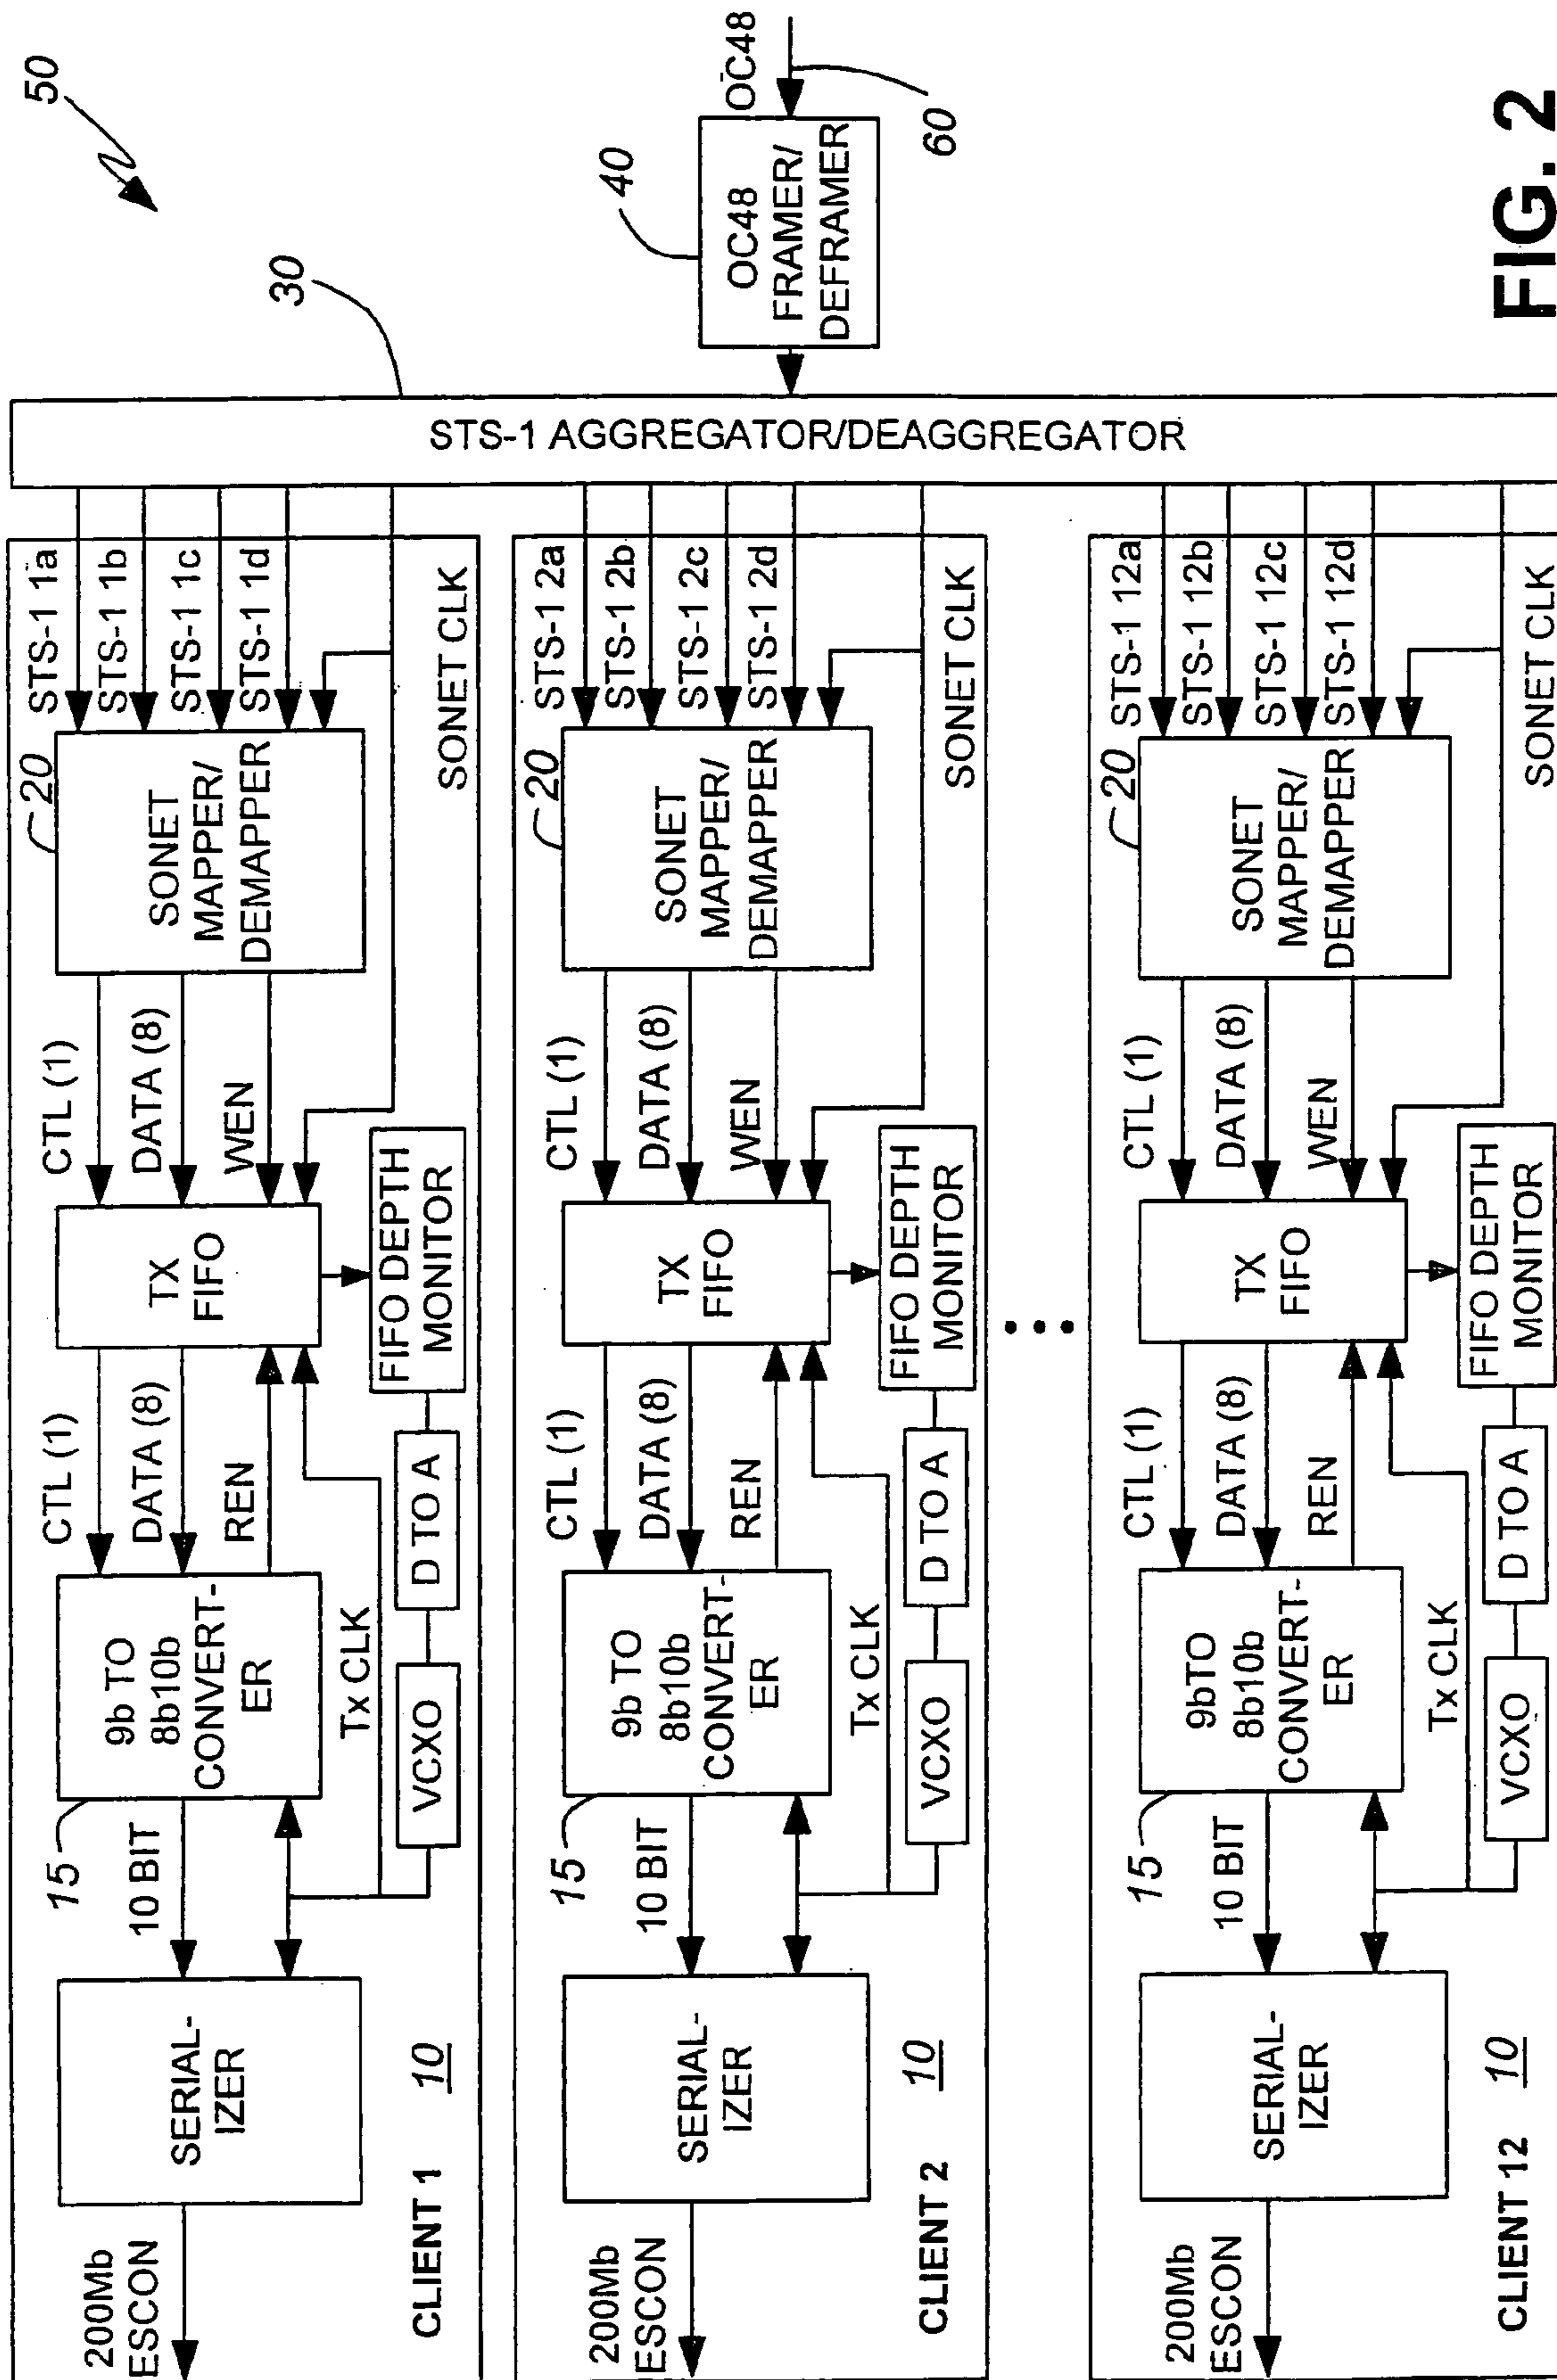 50
30
40
OC48
FRAMER/
DEFRAMER
OC48
60
STS-1 AGGREGATOR/DEAGGREGATOR
200Mb
ESCON
SERIAL-
IZER
10 BIT
15
9b TO
8b10b
CONVERT-
ER
CTL (1)
DATA (8)
REN
TX
FIFO
CTL (1)
DATA (8)
WEN
20
SONET
MAPPER/
DEMAPPER
STS-1 1a
STS-1 1b
STS-1 1c
STS-1 1d
Tx CLK
VCXO
D TO A
FIFO DEPTH
MONITOR
SONET CLK
CLIENT 1
10
200Mb
ESCON
SERIAL-
IZER
10 BIT
15
9b TO
8b10b
CONVERT-
ER
CTL (1)
DATA (8)
REN
TX
FIFO
CTL (1)
DATA (8)
WEN
20
SONET
MAPPER/
DEMAPPER
STS-1 2a
STS-1 2b
STS-1 2c
STS-1 2d
Tx CLK
VCXO
D TO A
FIFO DEPTH
MONITOR
SONET CLK
CLIENT 2
10
•••
200Mb
ESCON
SERIAL-
IZER
10 BIT
15
9bTO
8b10b
CONVERT-
ER
CTL (1)
DATA (8)
REN
TX
FIFO
CTL (1)
DATA (8)
WEN
20
SONET
MAPPER/
DEMAPPER
STS-1 12a
STS-1 12b
STS-1 12c
STS-1 12d
Tx CLK
VCXO
D TO A
FIFO DEPTH
MONITOR
SONET CLK
CLIENT 12
10
FIG. 2